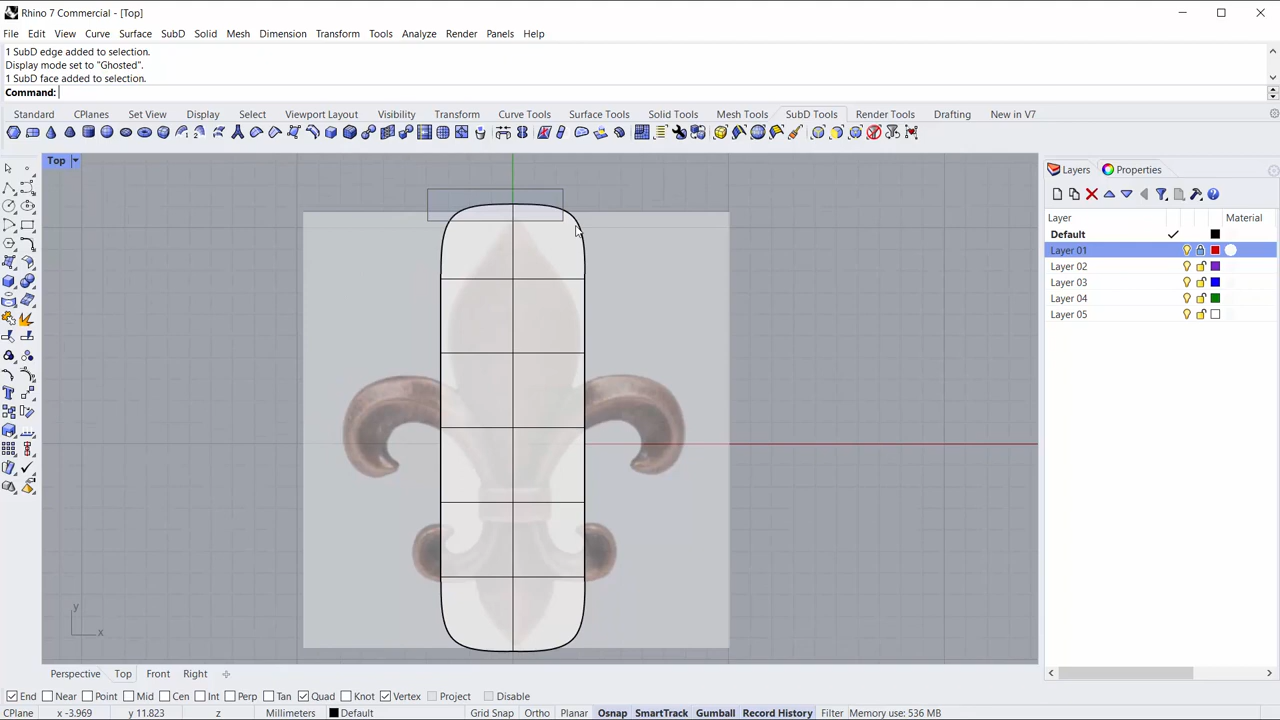 Rhino 7 Commercial - [Top]
File Edit View Curve Surface SubD Solid Mesh Dimension Transform Tools Analyze Render Panels Help
1 SubD edge added to selection.
Display mode set to "Ghosted".
1 SubD face added to selection.
Command:
Standard CPlanes Set View Display Select Viewport Layout Visibility Transform Curve Tools Surface Tools Solid Tools Mesh Tools SubD Tools Render Tools Drafting New in V7
Top
Layers Properties
Layer Material
Default
Layer 01
Layer 02
Layer 03
Layer 04
Layer 05
y
x
Perspective Top Front Right
End Near Point Mid Cen Int Perp Tan Quad Knot Vertex Project Disable
CPlane x -3.969 y 11.823 z Millimeters Default Grid Snap Ortho Planar Osnap SmartTrack Gumball Record History Filter Memory use: 536 MB